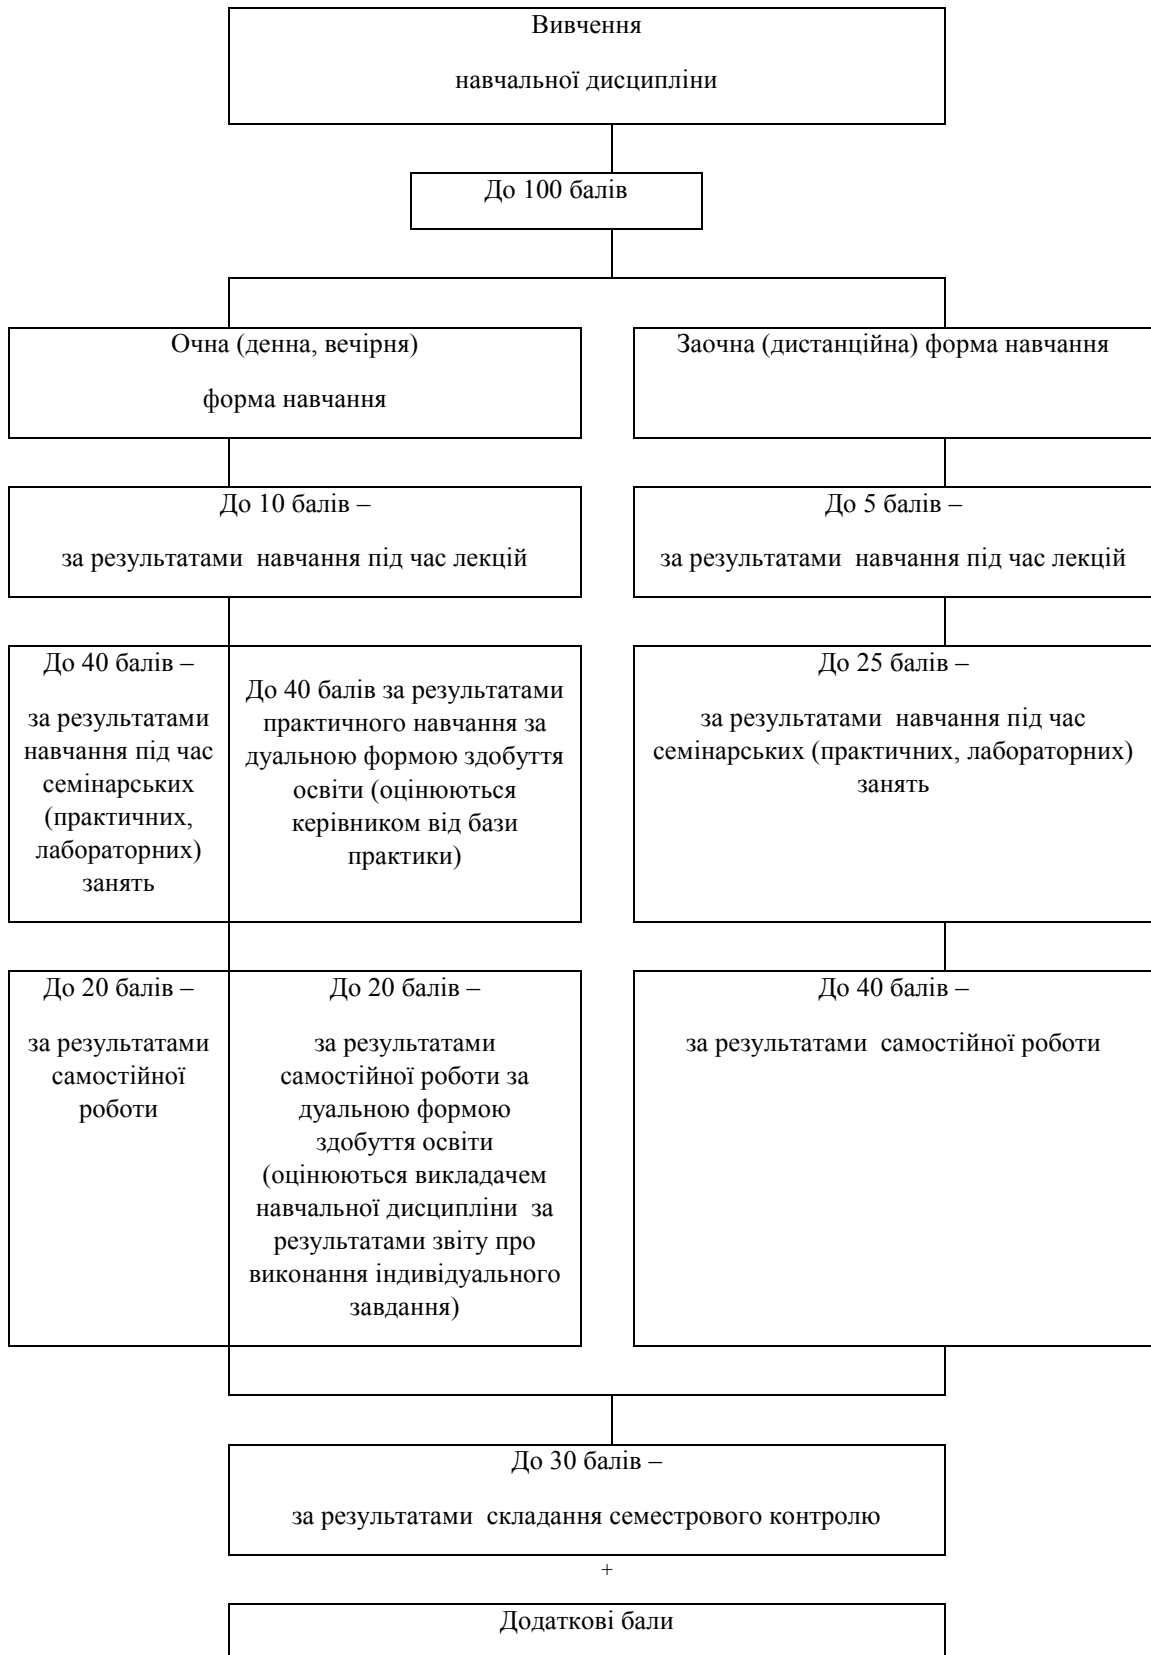 Вивчення
навчальної дисципліни
До 100 балів
Очна (денна, вечірня)
форма навчання
Заочна (дистанційна) форма навчання
До 10 балів –
за результатами навчання під час лекцій
До 5 балів –
за результатами навчання під час лекцій
До 40 балів –
за результатами
навчання під час
семінарських
(практичних,
лабораторних)
занять
До 40 балів за результатами
практичного навчання за
дуальною формою здобуття
освіти (оцінюються
керівником від бази
практики)
До 25 балів –
за результатами навчання під час
семінарських (практичних, лабораторних)
занять
До 20 балів –
за результатами
самостійної
роботи
До 20 балів –
за результатами
самостійної роботи за
дуальною формою
здобуття освіти
(оцінюються викладачем
навчальної дисципліни за
результатами звіту про
виконання індивідуального
завдання)
До 40 балів –
за результатами самостійної роботи
До 30 балів –
за результатами складання семестрового контролю
+
Додаткові бали